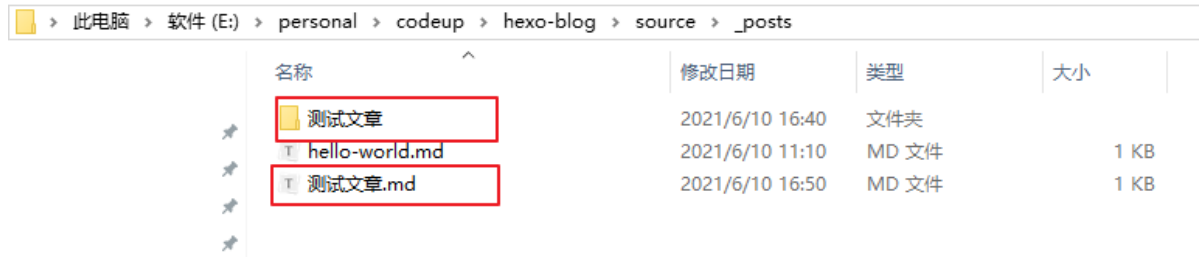 此电脑 > 软件 (E:) > personal > codeup > hexo-blog > source > _posts
名称 修改日期 类型 大小
测试文章 2021/6/10 16:40 文件夹
hello-world.md 2021/6/10 11:10 MD 文件 1 KB
测试文章.md 2021/6/10 16:50 MD 文件 1 KB